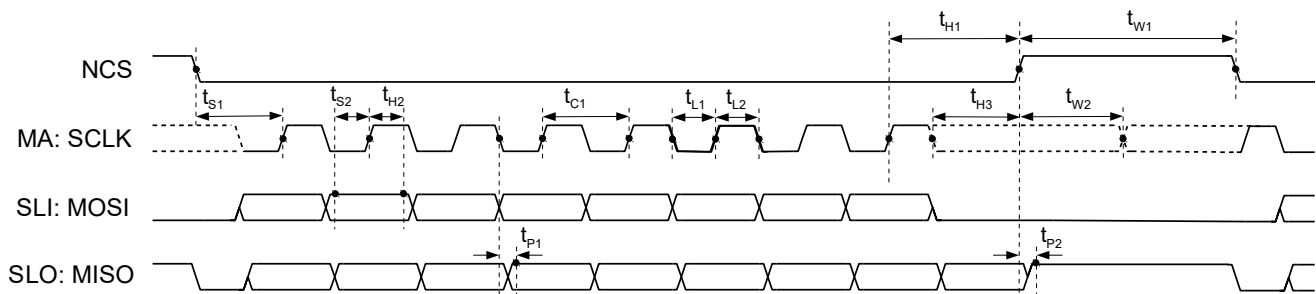 tH1 tW1
NCS
tS1 tS2 tH2 tC1 tL1 tL2 tH3 tW2
MA: SCLK
SLI: MOSI
tP1 tP2
SLO: MISO